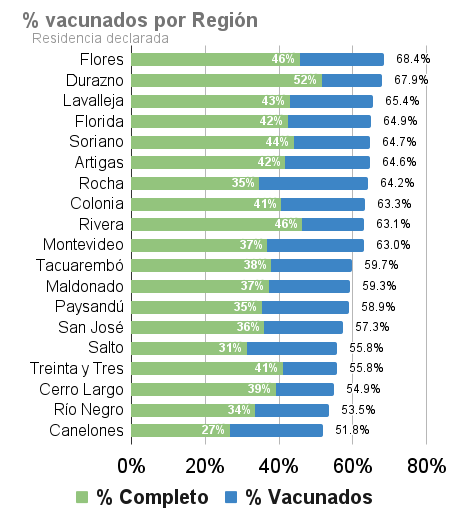 % vacunados por Región
Residencia declarada
Flores 46% 68.4%
Durazno 52% 67.9%
Lavalleja 43% 65.4%
Florida 42% 64.9%
Soriano 44% 64.7%
Artigas 42% 64.6%
Rocha 35% 64.2%
Colonia 41% 63.3%
Rivera 46% 63.1%
Montevideo 37% 63.0%
Tacuarembó 38% 59.7%
Maldonado 37% 59.3%
Paysandú 35% 58.9%
San José 36% 57.3%
Salto 31% 55.8%
Treinta y Tres 41% 55.8%
Cerro Largo 39% 54.9%
Río Negro 34% 53.5%
Canelones 27% 51.8%
0% 20% 40% 60% 80%
% Completo % Vacunados